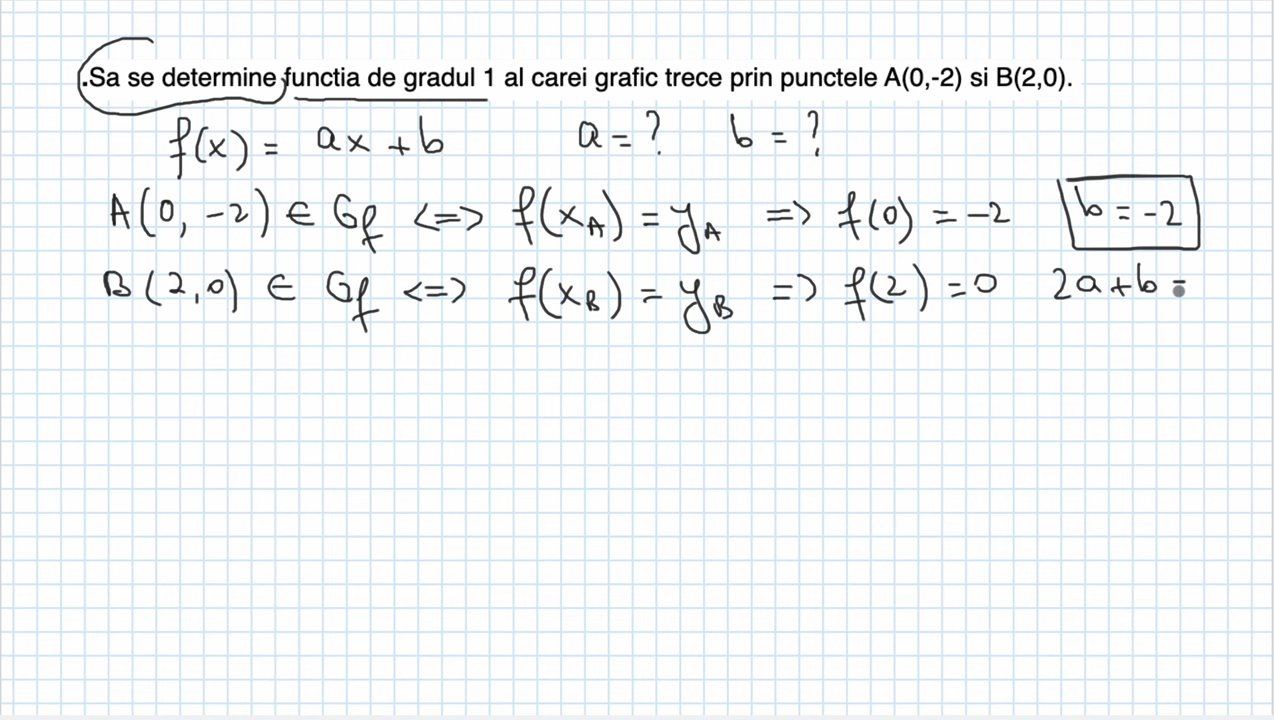 .Sa se determine functia de gradul 1 al carei grafic trece prin punctele A(0,-2) si B(2,0).
f(x) = ax + b a = ? b = ?
A(0, -2) ∈ Gf <=> f(xA) = yA => f(0) = -2 b = -2
B(2,0) ∈ Gf <=> f(xB) = yB => f(2) = 0 2a + b =